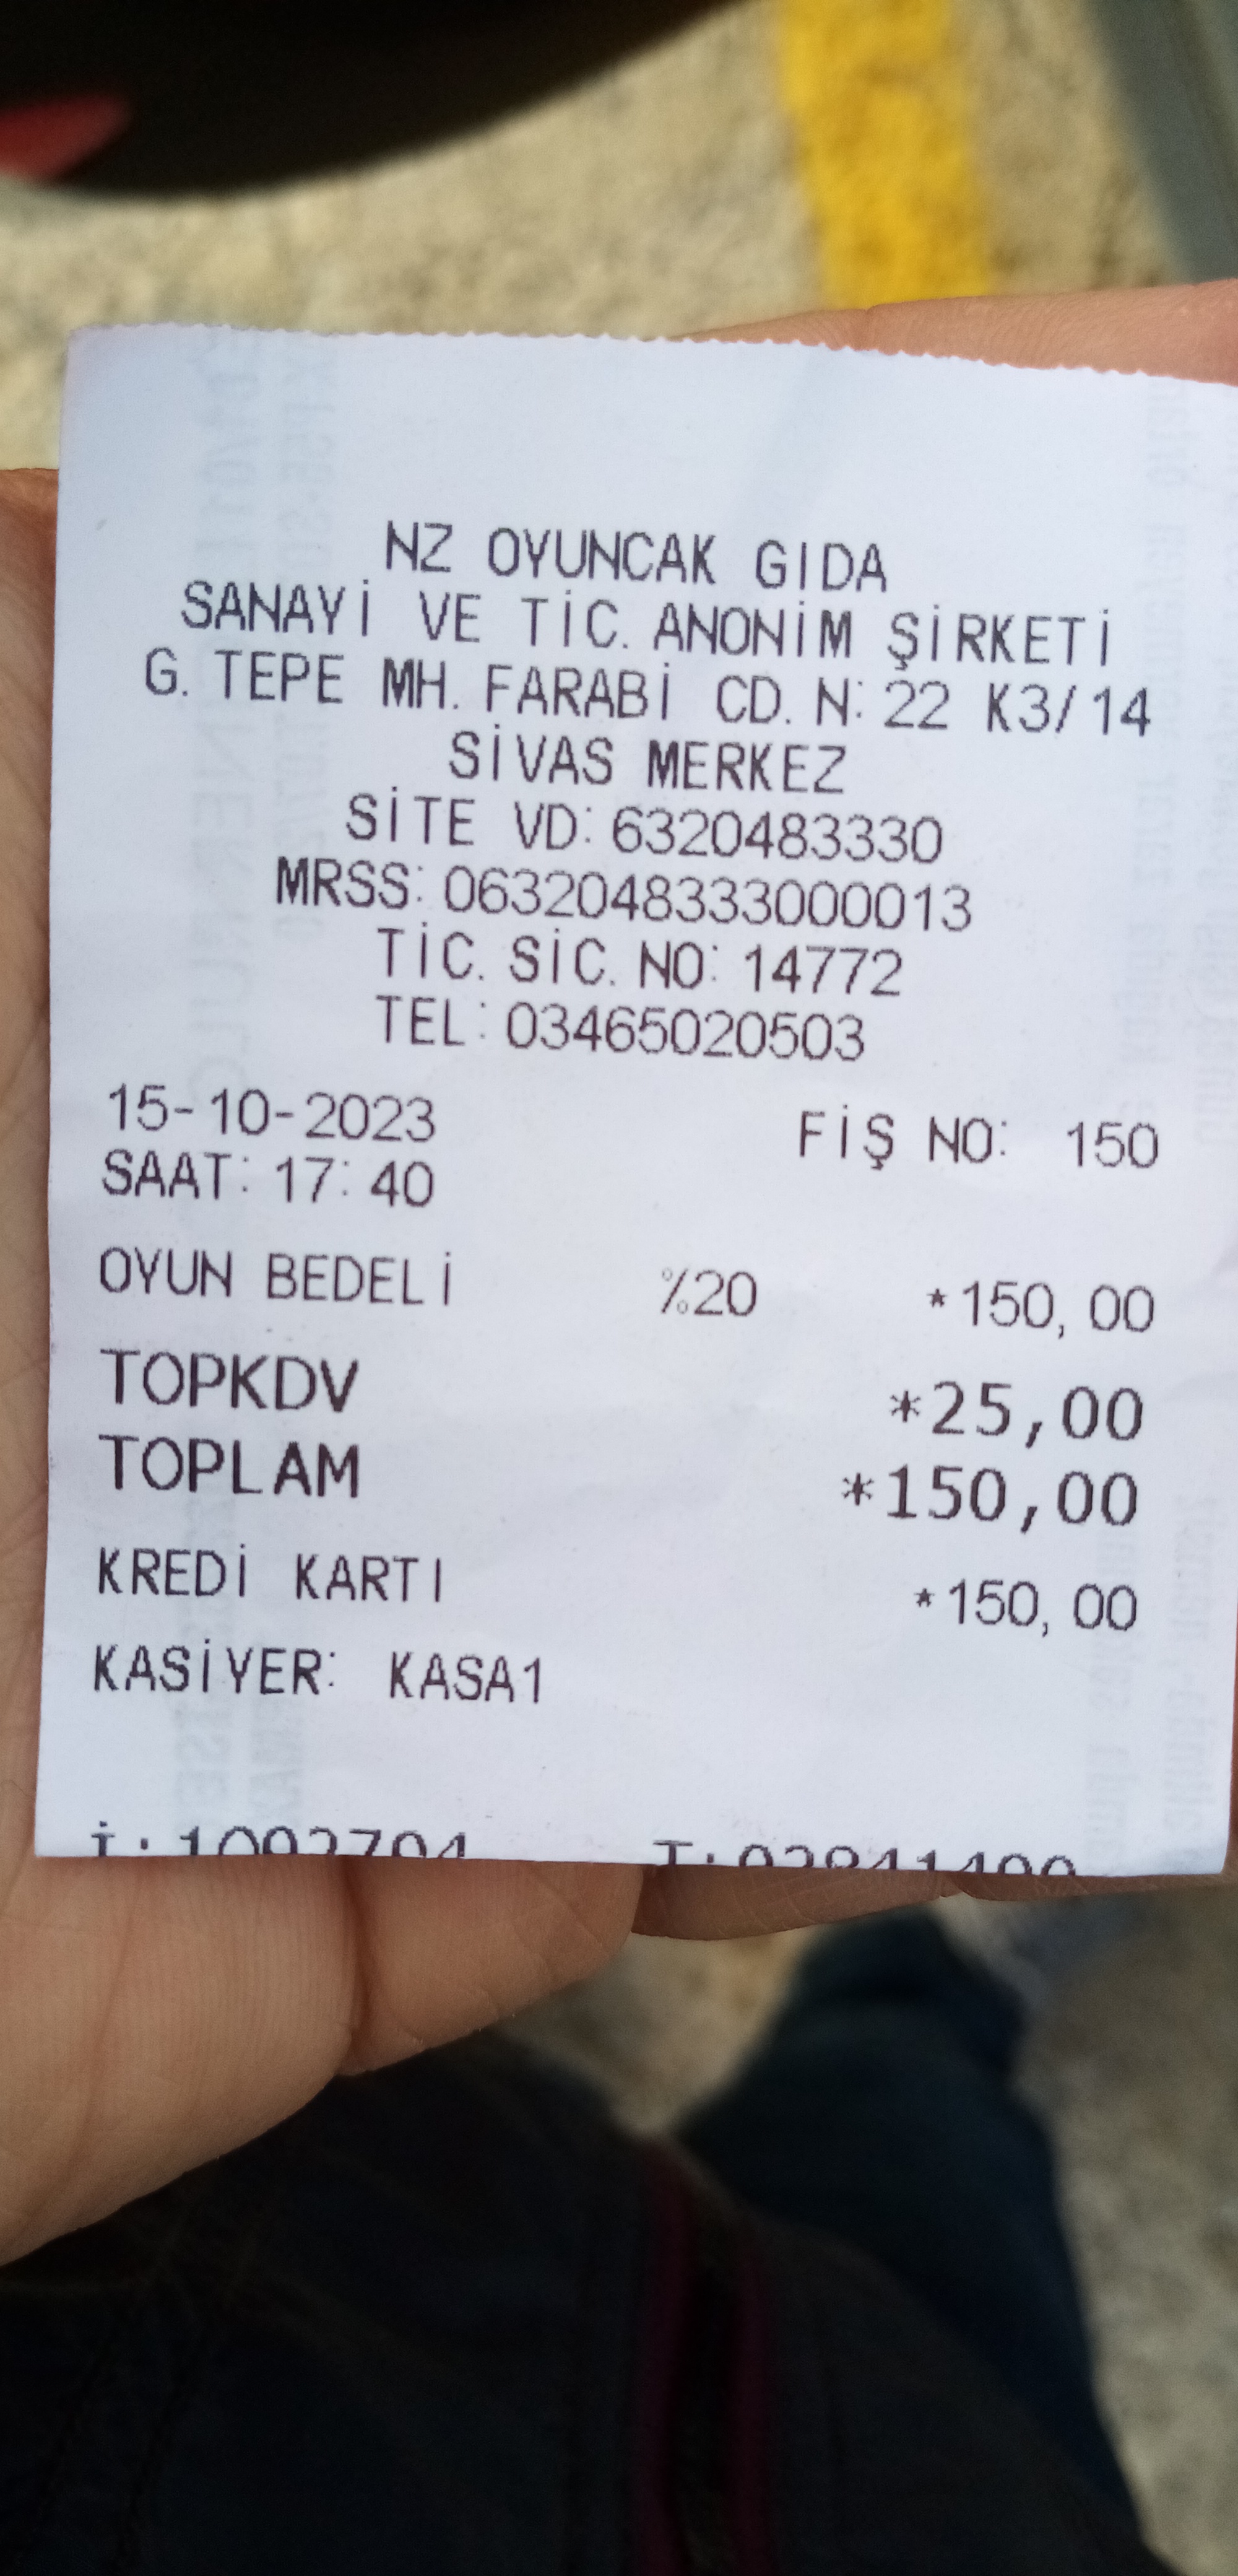 NZ OYUNCAK GIDA
SANAYİ VE TİC. ANONİM ŞİRKETİ
G. TEPE MH. FARABİ CD. N: 22 K3/14
SİVAS MERKEZ
SİTE VD: 6320483330
MRSS: 0632048333000013
TİC. SİC. NO: 14772
TEL: 03465020503
15-10-2023 FİŞ NO: 150
SAAT: 17:40
OYUN BEDELİ %20 *150,00
TOPKDV *25,00
TOPLAM *150,00
KREDİ KARTI *150,00
KASİYER: KASA1